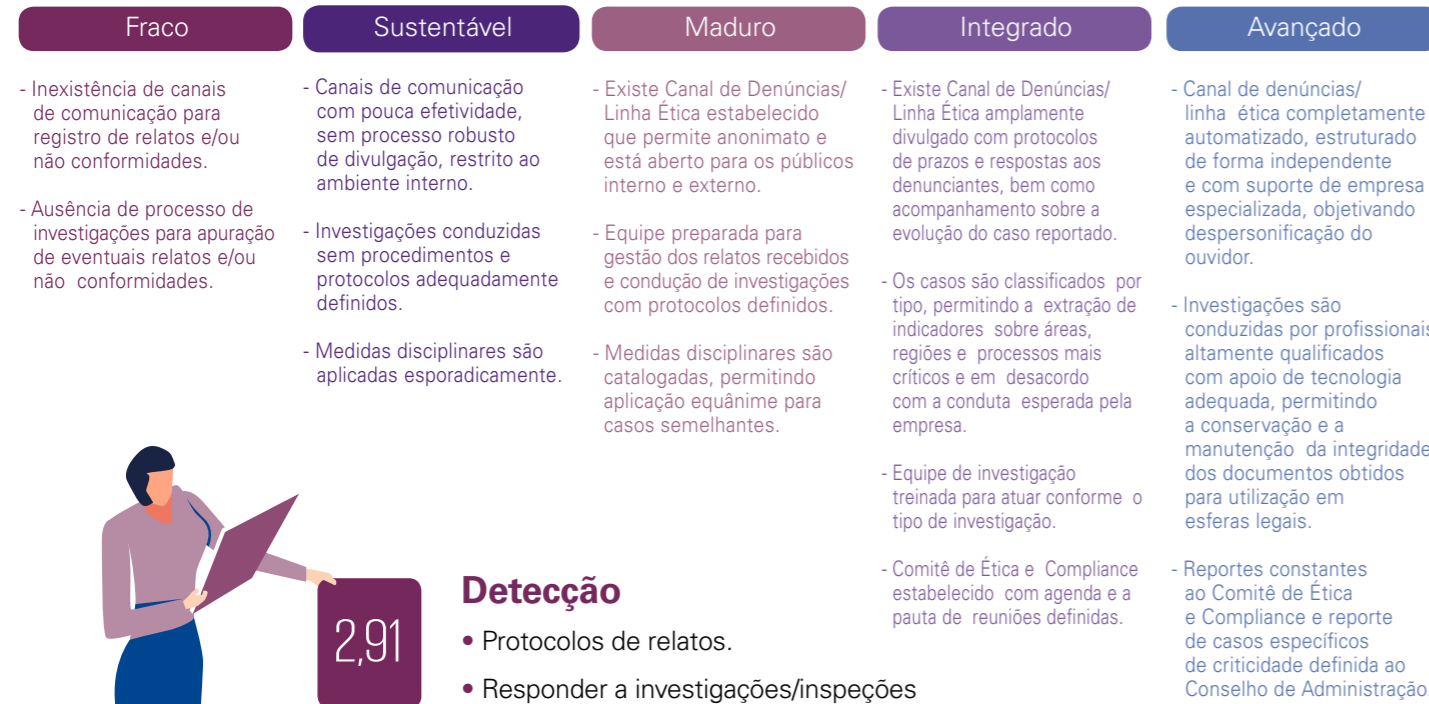 Fraco
- Inexistência de canais
de comunicação para
registro de relatos e/ou
não conformidades.
- Ausência de processo de
investigações para apuração
de eventuais relatos e/ou
não conformidades.
Sustentável
- Canais de comunicação
com pouca efetividade,
sem processo robusto
de divulgação, restrito ao
ambiente interno.
- Investigações conduzidas
sem procedimentos e
protocolos adequadamente
definidos.
- Medidas disciplinares são
aplicadas esporadicamente.
Maduro
- Existe Canal de Denúncias/
Linha Ética estabelecido
que permite anonimato e
está aberto para os públicos
interno e externo.
- Equipe preparada para
gestão dos relatos recebidos
e condução de investigações
com protocolos definidos.
- Medidas disciplinares são
catalogadas, permitindo
aplicação equânime para
casos semelhantes.
Integrado
- Existe Canal de Denúncias/
Linha Ética amplamente
divulgado com protocolos
de prazos e respostas aos
denunciantes, bem como
acompanhamento sobre a
evolução do caso reportado.
- Os casos são classificados por
tipo, permitindo a extração de
indicadores sobre áreas,
regiões e processos mais
críticos e em desacordo
com a conduta esperada pela
empresa.
- Equipe de investigação
treinada para atuar conforme o
tipo de investigação.
- Comitê de Ética e Compliance
estabelecido com agenda e a
pauta de reuniões definidas.
Avançado
- Canal de denúncias/
linha ética completamente
automatizado, estruturado
de forma independente
e com suporte de empresa
especializada, objetivando
despersonificação do
ouvidor.
- Investigações são
conduzidas por profissionais
altamente qualificados
com apoio de tecnologia
adequada, permitindo
a conservação e a
manutenção da integridade
dos documentos obtidos
para utilização em
esferas legais.
- Reportes constantes
ao Comitê de Ética
e Compliance e reporte
de casos específicos
de criticidade definida ao
Conselho de Administração
2,91
Detecção
• Protocolos de relatos.
• Responder a investigações/inspeções